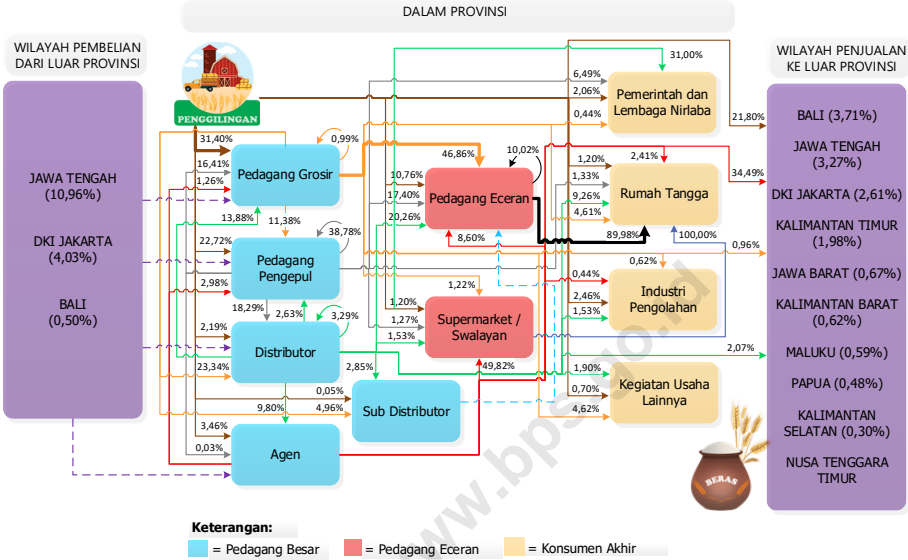 DALAM PROVINSI
WILAYAH PEMBELIAN
DARI LUAR PROVINSI
WILAYAH PENJUALAN
KE LUAR PROVINSI
PENGGILINGAN
JAWA TENGAH
(10,96%)
DKI JAKARTA
(4,03%)
BALI
(0,50%)
31,40%
16,41%
1,26%
13,88%
22,72%
2,98%
2,19%
23,34%
3,46%
0,03%
Pedagang Grosir
0,99%
11,38%
Pedagang
Pengepul
38,78%
18,29%
2,63%
Distributor
3,29%
9,80%
0,05%
4,96%
2,85%
Agen
Sub Distributor
46,86%
10,02%
10,76%
17,40%
20,26%
Pedagang Eceran
8,60%
89,98%
1,22%
1,20%
1,27%
1,53%
Supermarket /
Swalayan
49,82%
31,00%
6,49%
2,06%
0,44%
Pemerintah dan
Lembaga Nirlaba
1,20%
1,33%
9,26%
4,61%
2,41%
Rumah Tangga
100,00%
0,62%
0,44%
2,46%
1,53%
Industri
Pengolahan
1,90%
0,70%
4,62%
Kegiatan Usaha
Lainnya
21,80%
34,49%
0,96%
2,07%
BALI (3,71%)
JAWA TENGAH
(3,27%)
DKI JAKARTA (2,61%)
KALIMANTAN TIMUR
(1,98%)
JAWA BARAT (0,67%)
KALIMANTAN BARAT
(0,62%)
MALUKU (0,59%)
PAPUA (0,48%)
KALIMANTAN
SELATAN (0,30%)
NUSA TENGGARA
TIMUR
BERAS
www.bps.go.id
Keterangan:
= Pedagang Besar
= Pedagang Eceran
= Konsumen Akhir